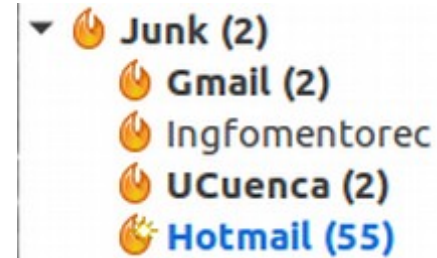 Junk (2)
Gmail (2)
Ingfomentorec
UCuenca (2)
Hotmail (55)